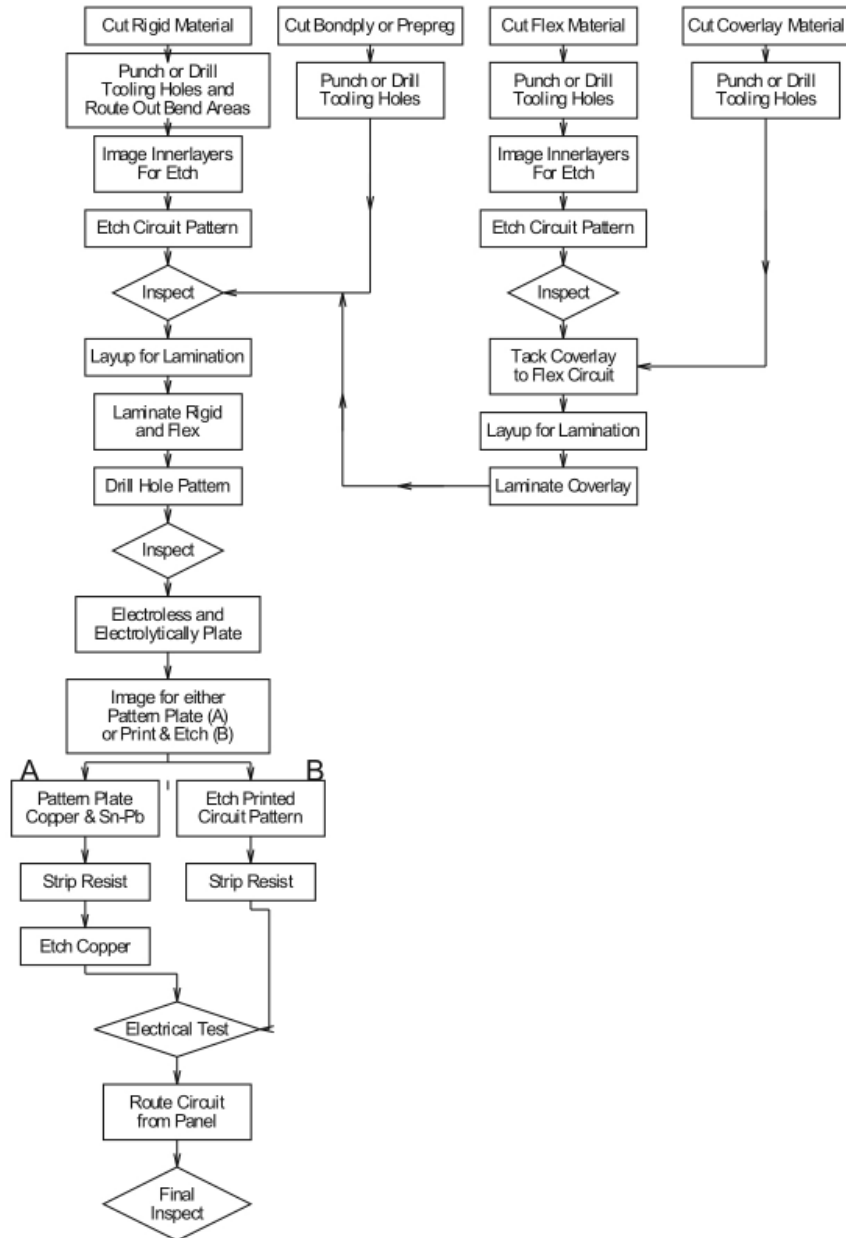 Cut Rigid Material
Cut Bondply or Prepreg
Cut Flex Material
Cut Coverlay Material
Punch or Drill
Tooling Holes and
Route Out Bend Areas
Punch or Drill
Tooling Holes
Punch or Drill
Tooling Holes
Punch or Drill
Tooling Holes
Image Innerlayers
For Etch
Image Innerlayers
For Etch
Etch Circuit Pattern
Etch Circuit Pattern
Inspect
Inspect
Layup for Lamination
Tack Coverlay
to Flex Circuit
Laminate Rigid
and Flex
Layup for Lamination
Drill Hole Pattern
Laminate Coverlay
Inspect
Electroless and
Electrolytically Plate
Image for either
Pattern Plate (A)
or Print & Etch (B)
A
B
Pattern Plate
Copper & Sn-Pb
Etch Printed
Circuit Pattern
Strip Resist
Strip Resist
Etch Copper
Electrical Test
Route Circuit
from Panel
Final
Inspect